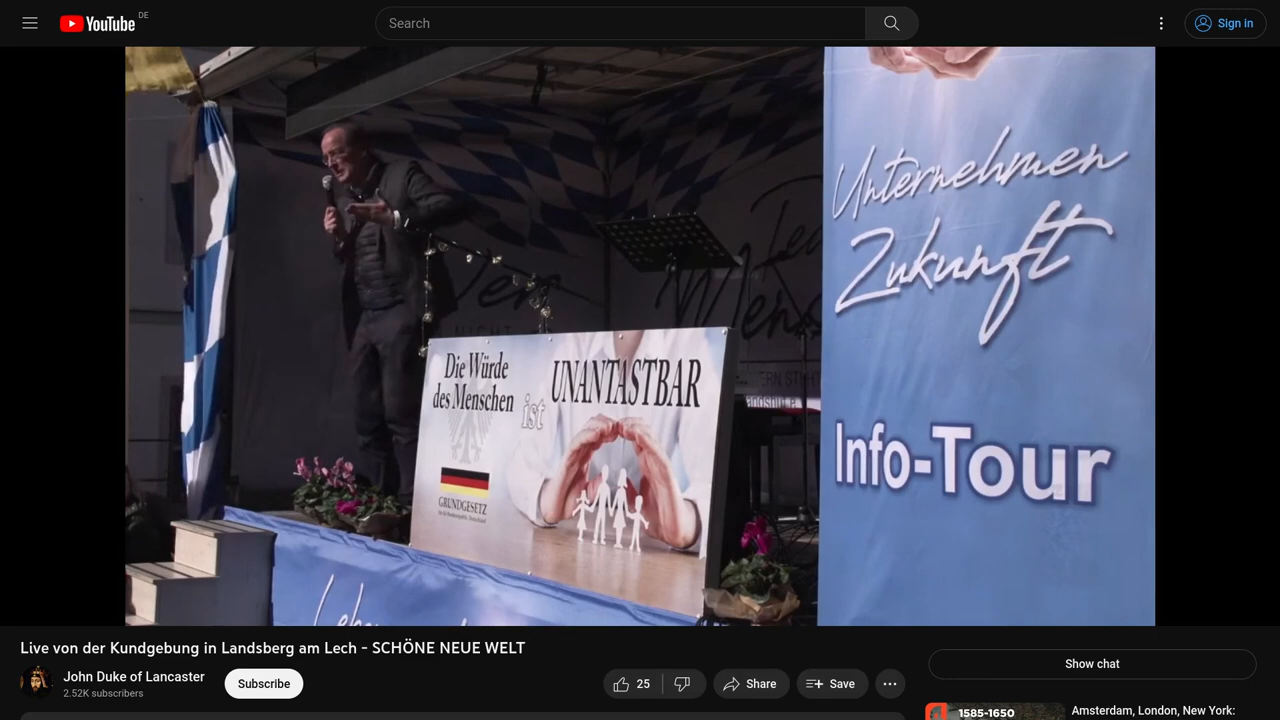 YouTube DE
Search
Sign in
Unternehmen
Zukunft
Info-Tour
Die Würde
des Menschen
ist
UNANTASTBAR
GRUNDGESETZ
Live von der Kundgebung in Landsberg am Lech - SCHÖNE NEUE WELT
John Duke of Lancaster
2.52K subscribers
Subscribe
25
Share
Save
Show chat
1585-1650
Amsterdam, London, New York: